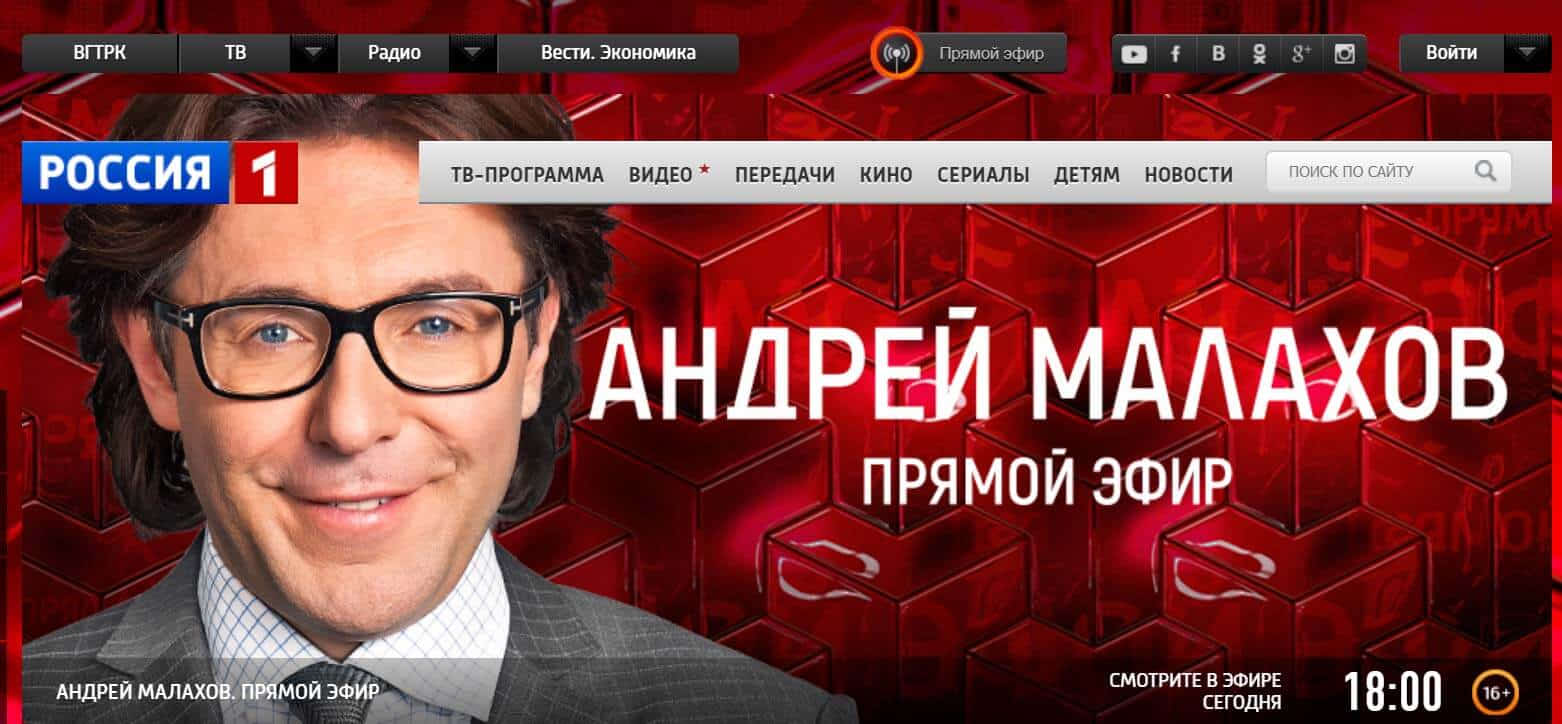 ВГТРК
ТВ
Радио
Вести. Экономика
Прямой эфир
f
B
g+
Войти
РОССИЯ 1
ТВ-ПРОГРАММА
ВИДЕО
ПЕРЕДАЧИ
КИНО
СЕРИАЛЫ
ДЕТЯМ
НОВОСТИ
ПОИСК ПО САЙТУ
АНДРЕЙ МАЛАХОВ
ПРЯМОЙ ЭФИР
АНДРЕЙ МАЛАХОВ. ПРЯМОЙ ЭФИР
СМОТРИТЕ В ЭФИРЕ
СЕГОДНЯ
18:00
16+